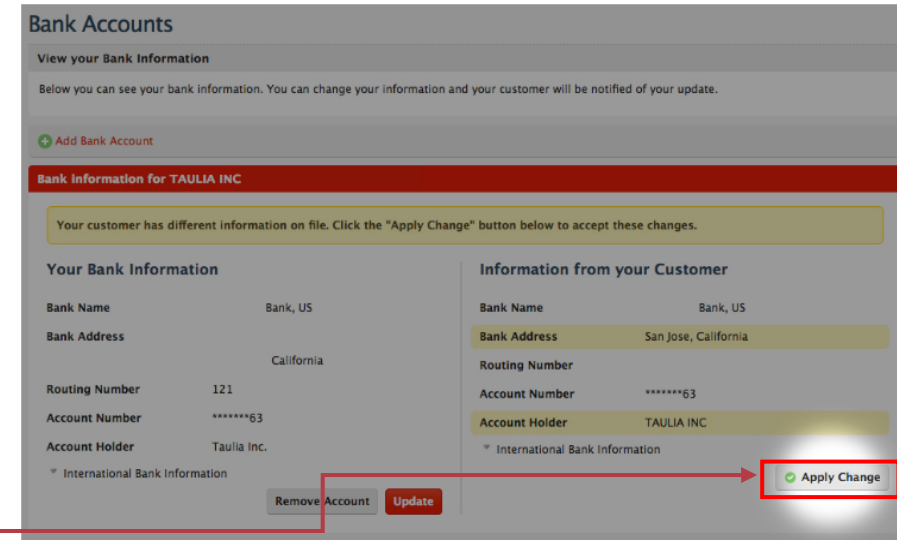 Bank Accounts
View your Bank Information
Below you can see your bank information. You can change your information and your customer will be notified of your update.
Add Bank Account
Bank information for TAULIA INC
Your customer has different information on file. Click the "Apply Change" button below to accept these changes.
Your Bank Information
Bank Name Bank, US
Bank Address
California
Routing Number 121
Account Number *******63
Account Holder Taulia Inc.
International Bank Information
Remove Account Update
Information from your Customer
Bank Name Bank, US
Bank Address San Jose, California
Routing Number
Account Number *******63
Account Holder TAULIA INC
International Bank Information
Apply Change